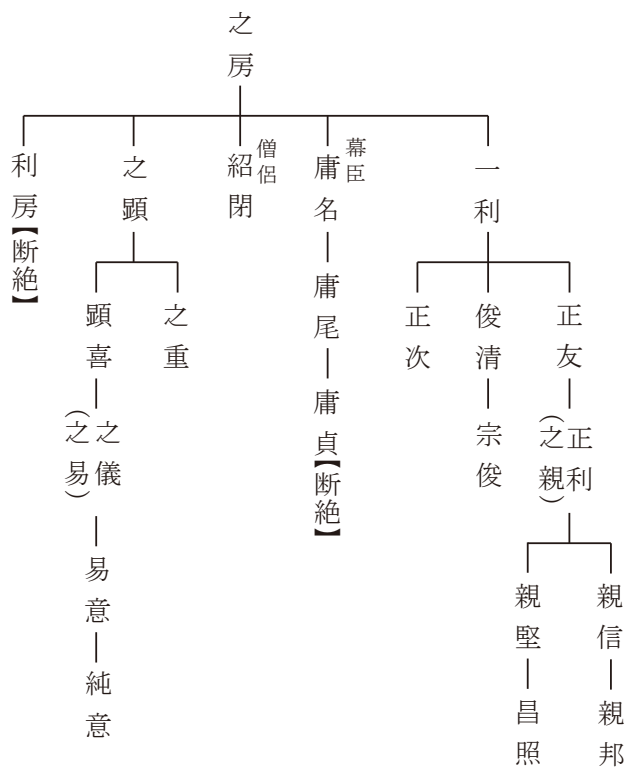 之房
一利
幕臣
庸名
僧侶
紹閉
之顕
利房【断絶】
正友
俊清
正次
庸尾
之重
顕喜
正利
（之親）
宗俊
庸貞【断絶】
之儀
（之易）
親信
親堅
易意
親邦
昌照
純意